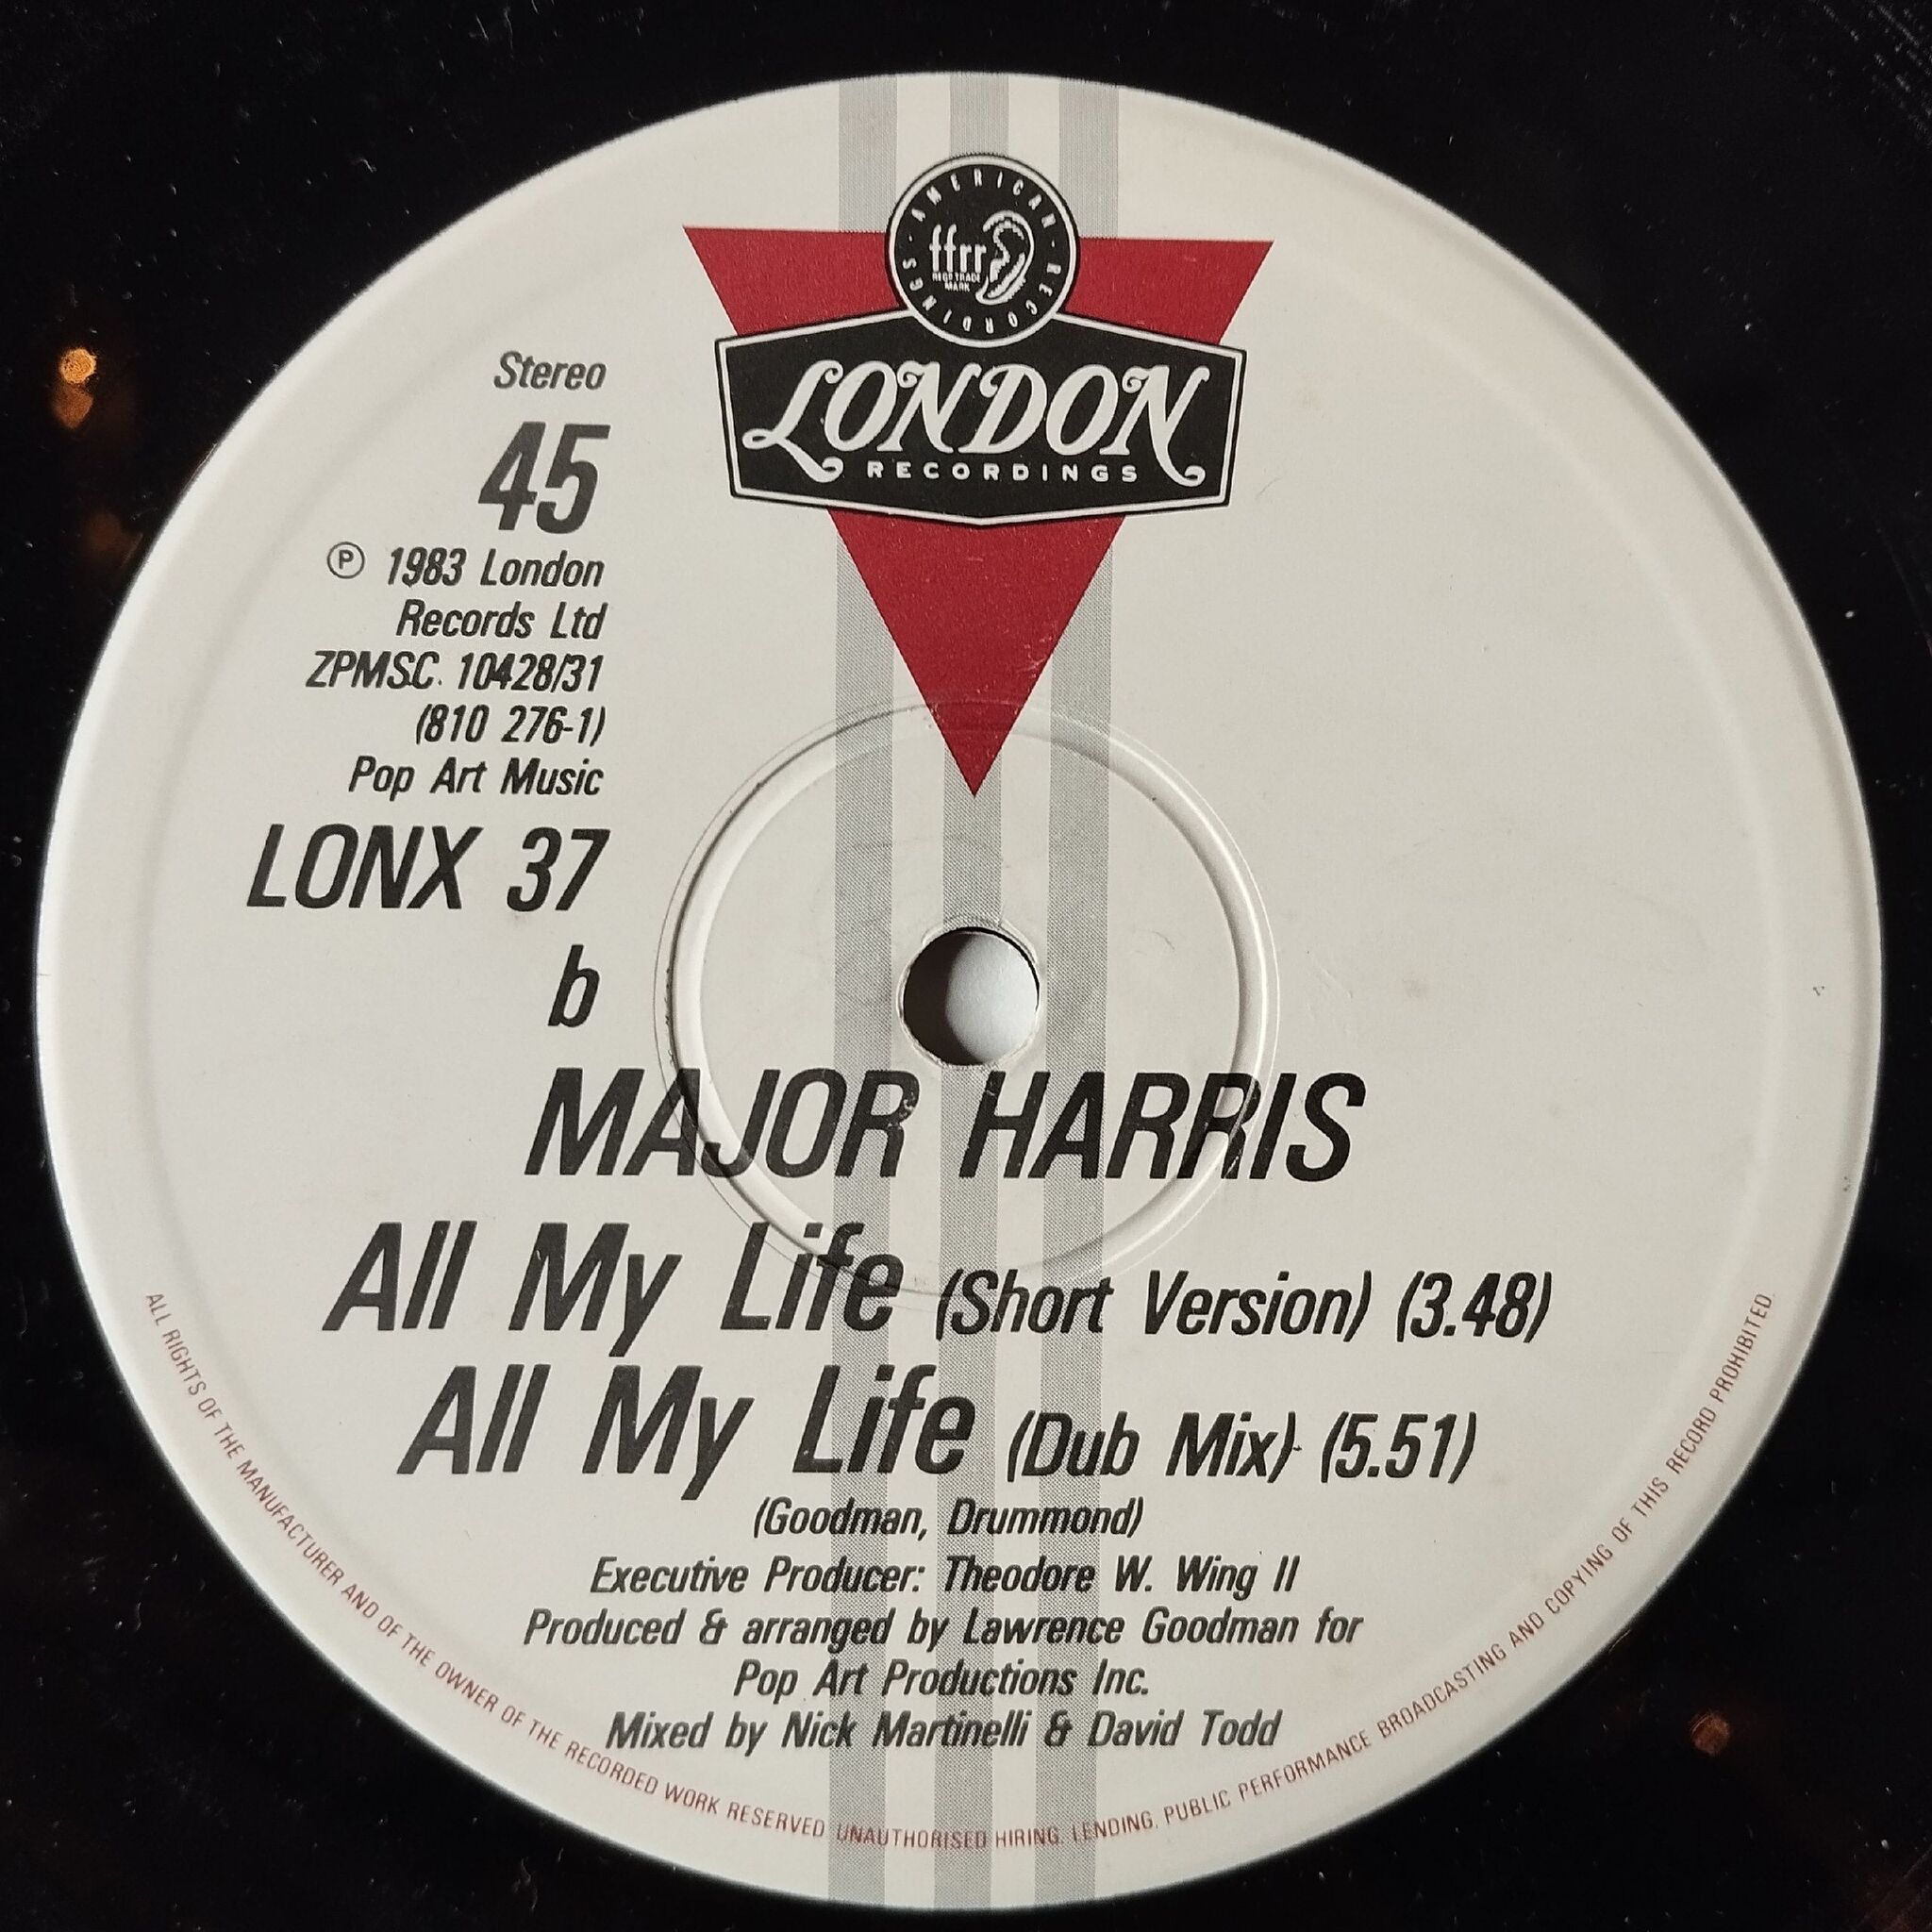 AMERICAN RECORDINGS
ffrr
REGD TRADE
MARK
LONDON
RECORDINGS
Stereo
45
Ⓟ 1983 London
Records Ltd
ZPMSC. 10428/31
(810 276-1)
Pop Art Music
LONX 37
b
MAJOR HARRIS
All My Life (Short Version) (3.48)
All My Life (Dub Mix) (5.51)
(Goodman, Drummond)
Executive Producer: Theodore W. Wing II
Produced & arranged by Lawrence Goodman for
Pop Art Productions Inc.
Mixed by Nick Martinelli & David Todd
ALL RIGHTS OF THE MANUFACTURER AND OF THE OWNER OF THE RECORDED WORK RESERVED UNAUTHORISED HIRING, LENDING, PUBLIC PERFORMANCE BROADCASTING AND COPYING OF THIS RECORD PROHIBITED